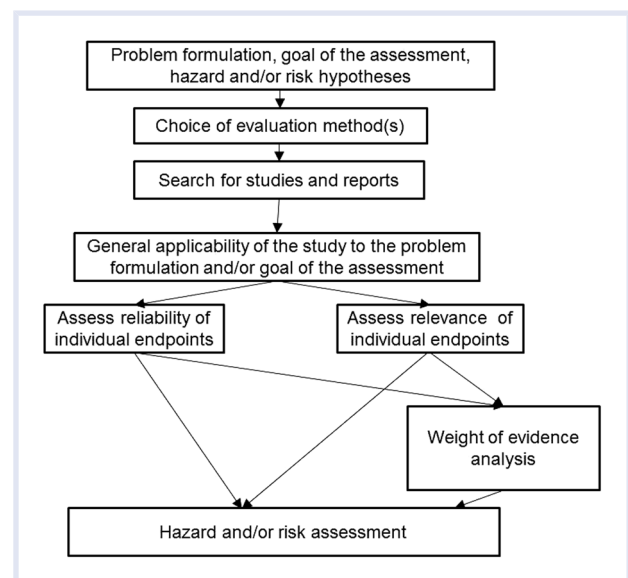 Problem formulation, goal of the assessment,
hazard and/or risk hypotheses
Choice of evaluation method(s)
Search for studies and reports
General applicability of the study to the problem
formulation and/or goal of the assessment
Assess reliability of
individual endpoints
Assess relevance of
individual endpoints
Weight of evidence
analysis
Hazard and/or risk assessment